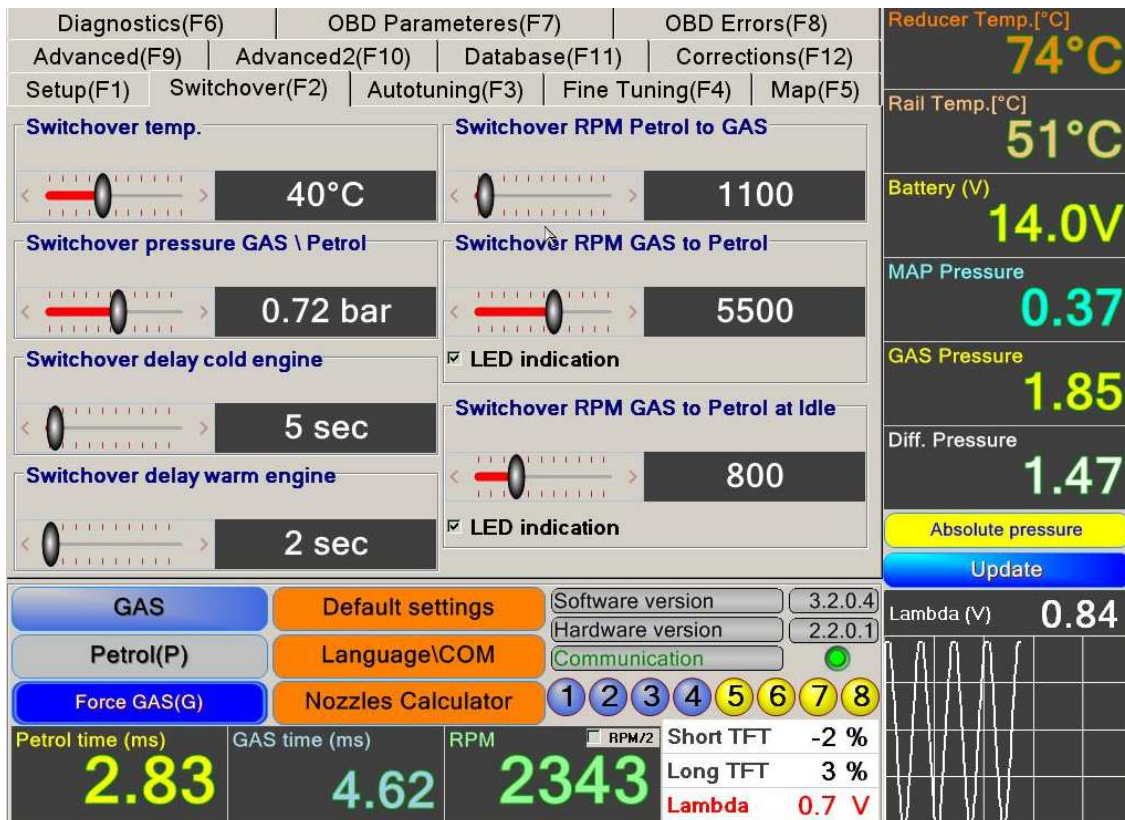 Diagnostics(F6) OBD Parameteres(F7) OBD Errors(F8)
Advanced(F9) Advanced2(F10) Database(F11) Corrections(F12)
Setup(F1) Switchover(F2) Autotuning(F3) Fine Tuning(F4) Map(F5)
Switchover temp.
40°C
Switchover pressure GAS \ Petrol
0.72 bar
Switchover delay cold engine
5 sec
Switchover delay warm engine
2 sec
Switchover RPM Petrol to GAS
1100
Switchover RPM GAS to Petrol
5500
LED indication
Switchover RPM GAS to Petrol at Idle
800
LED indication
Reducer Temp.[°C]
74°C
Rail Temp.[°C]
51°C
Battery (V)
14.0V
MAP Pressure
0.37
GAS Pressure
1.85
Diff. Pressure
1.47
Absolute pressure
Update
Lambda (V) 0.84
GAS
Petrol(P)
Force GAS(G)
Default settings
Language\COM
Nozzles Calculator
Software version 3.2.0.4
Hardware version 2.2.0.1
Communication
1 2 3 4 5 6 7 8
Petrol time (ms)
2.83
GAS time (ms)
4.62
RPM RPM/2
2343
Short TFT -2 %
Long TFT 3 %
Lambda 0.7 V